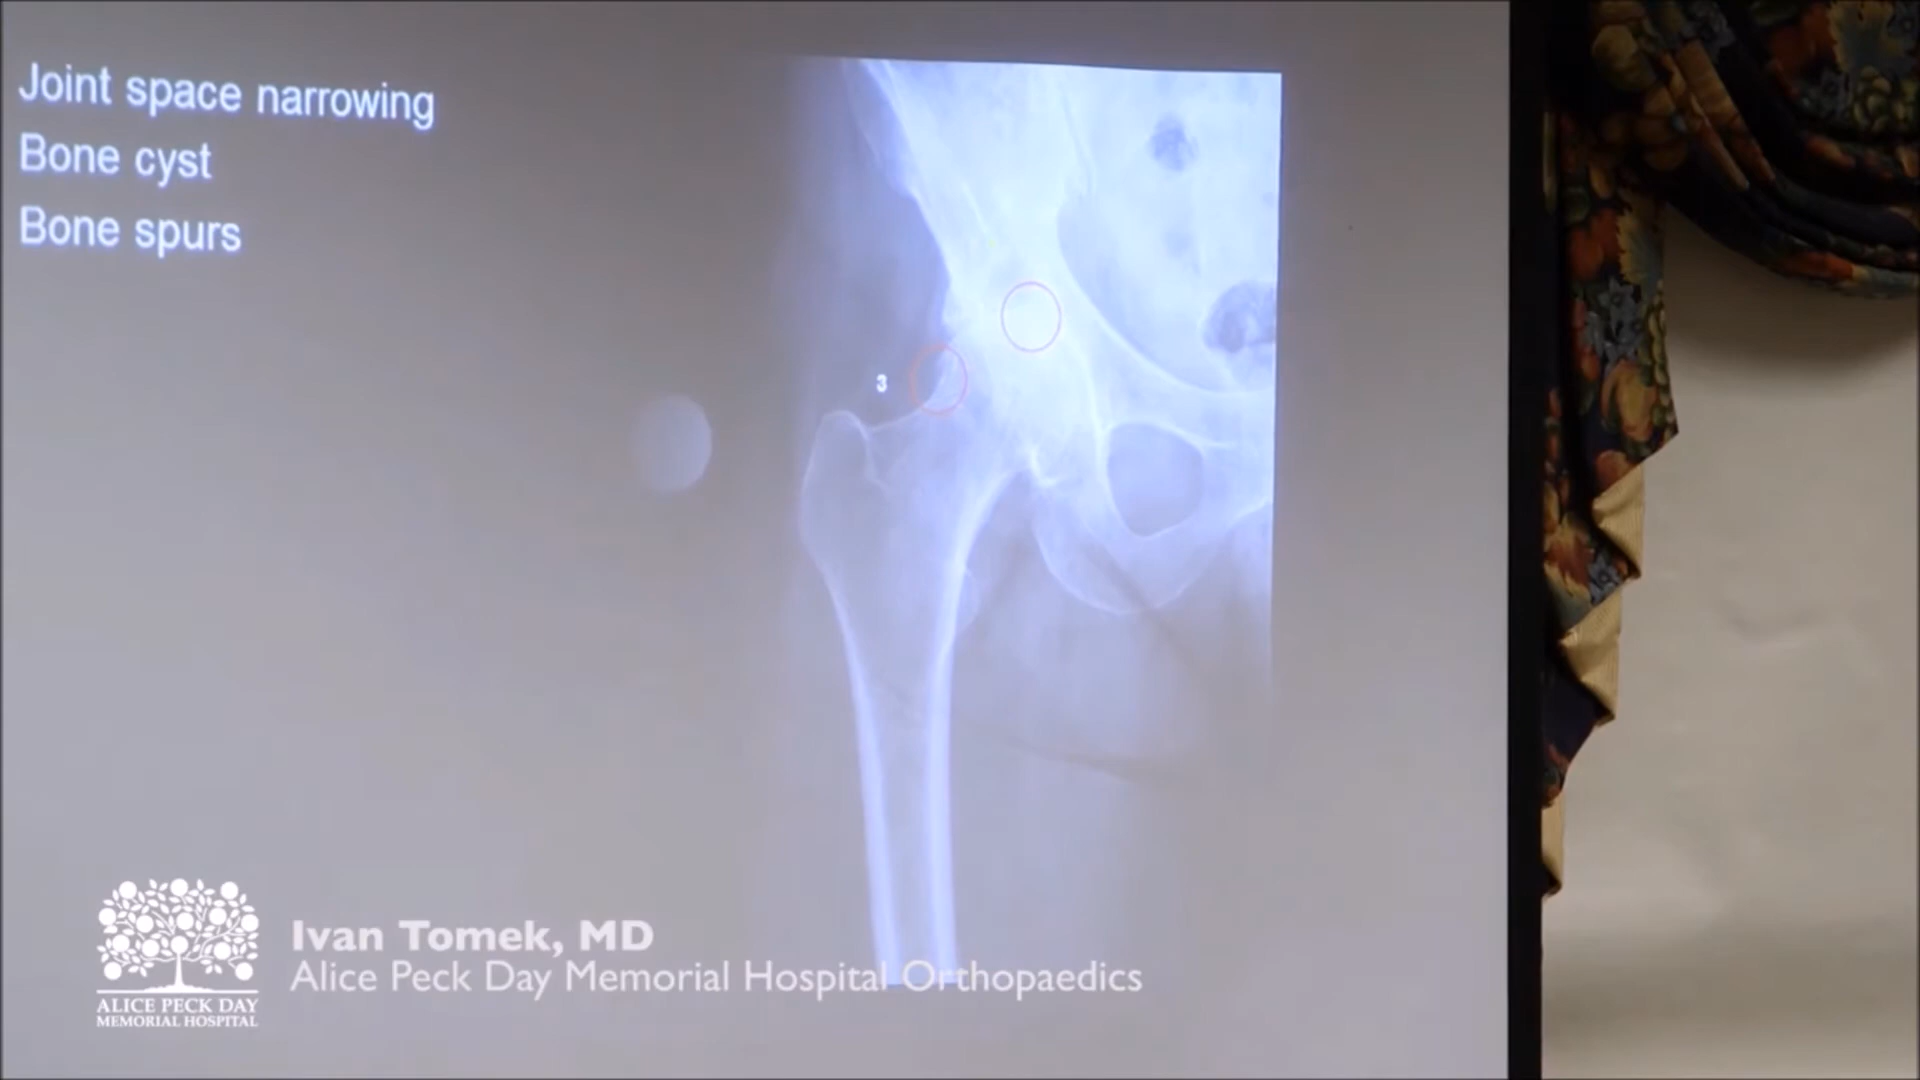 Joint space narrowing
Bone cyst
Bone spurs
3
Ivan Tomek, MD
Alice Peck Day Memorial Hospital Orthopaedics
ALICE PECK DAY
MEMORIAL HOSPITAL